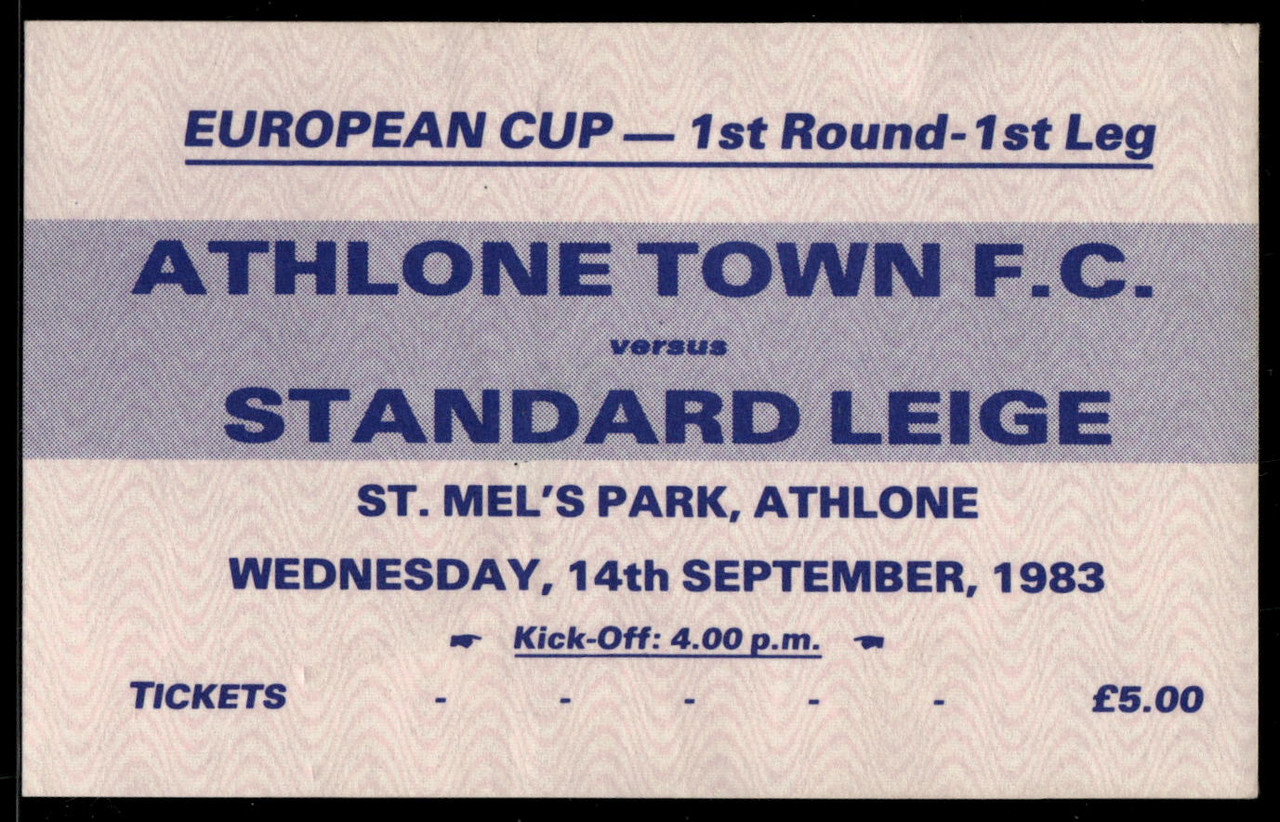 EUROPEAN CUP — 1st Round-1st Leg
ATHLONE TOWN F.C.
versus
STANDARD LEIGE
ST. MEL'S PARK, ATHLONE
WEDNESDAY, 14th SEPTEMBER, 1983
Kick-Off: 4.00 p.m.
TICKETS - - - - - £5.00